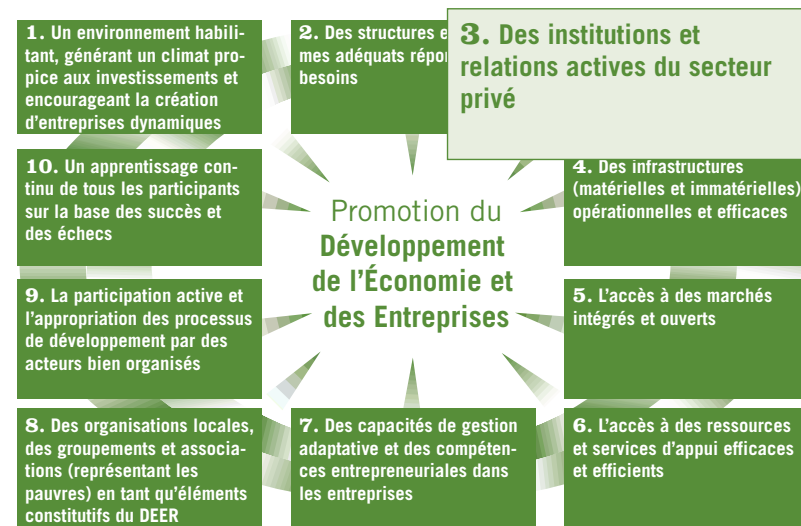 1. Un environnement habili-
tant, générant un climat pro-
pice aux investissements et
encourageant la création
d'entreprises dynamiques
2. Des structures
mes adéquats
besoins
3. Des institutions et
relations actives du secteur
privé
10. Un apprentissage con-
tinu de tous les participants
sur la base des succès et
des échecs
Promotion du
Développement
de l'Économie et
des Entreprises
4. Des infrastructures
(matérielles et immatérielles)
opérationnelles et efficaces
9. La participation active et
l'appropriation des processus
de développement par des
acteurs bien organisés
5. L'accès à des marchés
intégrés et ouverts
8. Des organisations locales,
des groupements et associa-
tions (représentant les
pauvres) en tant qu'éléments
constitutifs du DEER
7. Des capacités de gestion
adaptative et des compéten-
ces entrepreneuriales dans
les entreprises
6. L'accès à des ressources
et services d'appui efficaces
et efficients